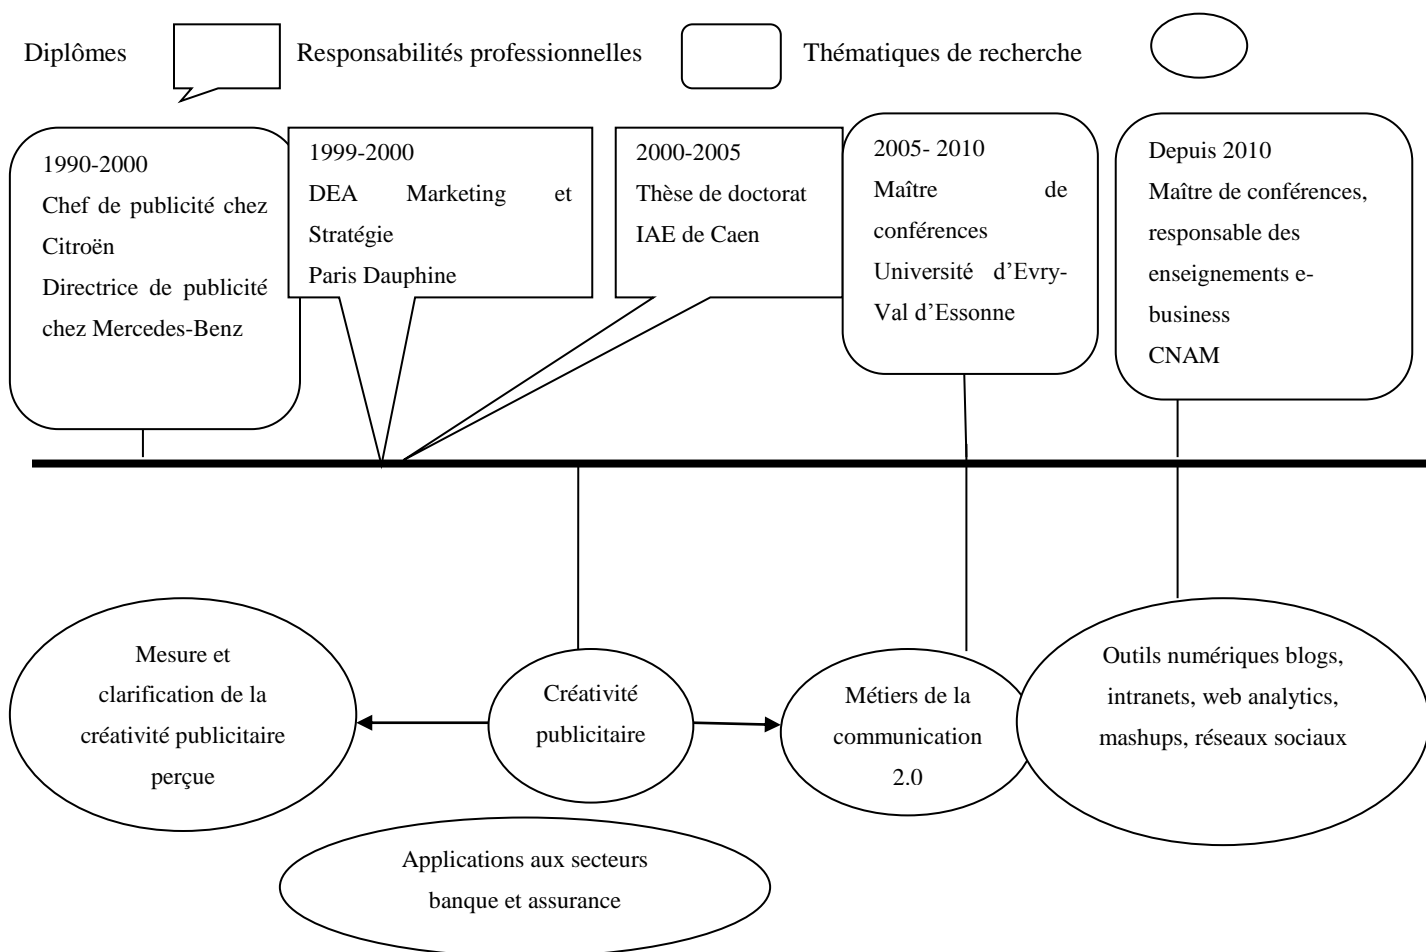 Diplômes
Responsabilités professionnelles
Thématiques de recherche
1990-2000
Chef de publicité chez
Citroën
Directrice de publicité
chez Mercedes-Benz
1999-2000
DEA Marketing et
Stratégie
Paris Dauphine
2000-2005
Thèse de doctorat
IAE de Caen
2005- 2010
Maître de
conférences
Université d’Evry-
Val d’Essonne
Depuis 2010
Maître de conférences,
responsable des
enseignements e-
business
CNAM
Mesure et
clarification de la
créativité publicitaire
perçue
Créativité
publicitaire
Métiers de la
communication
2.0
Outils numériques blogs,
intranets, web analytics,
mashups, réseaux sociaux
Applications aux secteurs
banque et assurance